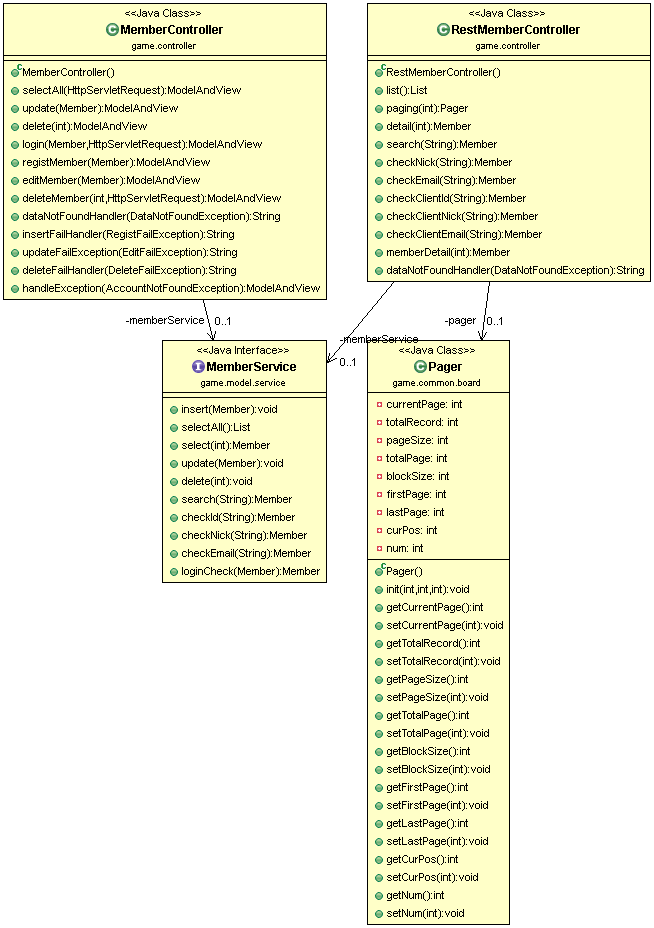 <<Java Class>>
MemberController
game.controller
MemberController()
selectAll(HttpServletRequest):ModelAndView
update(Member):ModelAndView
delete(int):ModelAndView
login(Member,HttpServletRequest):ModelAndView
registMember(Member):ModelAndView
editMember(Member):ModelAndView
deleteMember(int,HttpServletRequest):ModelAndView
dataNotFoundHandler(DataNotFoundException):String
insertFailHandler(RegistFailException):String
updateFailException(EditFailException):String
deleteFailHandler(DeleteFailException):String
handleException(AccountNotFoundException):ModelAndView
<<Java Class>>
RestMemberController
game.controller
RestMemberController()
list():List
paging(int):Pager
detail(int):Member
search(String):Member
checkNick(String):Member
checkEmail(String):Member
checkClientId(String):Member
checkClientNick(String):Member
checkClientEmail(String):Member
memberDetail(int):Member
dataNotFoundHandler(DataNotFoundException):String
-memberService 0..1
-memberService
0..1
-pager 0..1
<<Java Interface>>
MemberService
game.model.service
insert(Member):void
selectAll():List
select(int):Member
update(Member):void
delete(int):void
search(String):Member
checkId(String):Member
checkNick(String):Member
checkEmail(String):Member
loginCheck(Member):Member
<<Java Class>>
Pager
game.common.board
currentPage: int
totalRecord: int
pageSize: int
totalPage: int
blockSize: int
firstPage: int
lastPage: int
curPos: int
num: int
Pager()
init(int,int,int):void
getCurrentPage():int
setCurrentPage(int):void
getTotalRecord():int
setTotalRecord(int):void
getPageSize():int
setPageSize(int):void
getTotalPage():int
setTotalPage(int):void
getBlockSize():int
setBlockSize(int):void
getFirstPage():int
setFirstPage(int):void
getLastPage():int
setLastPage(int):void
getCurPos():int
setCurPos(int):void
getNum():int
setNum(int):void